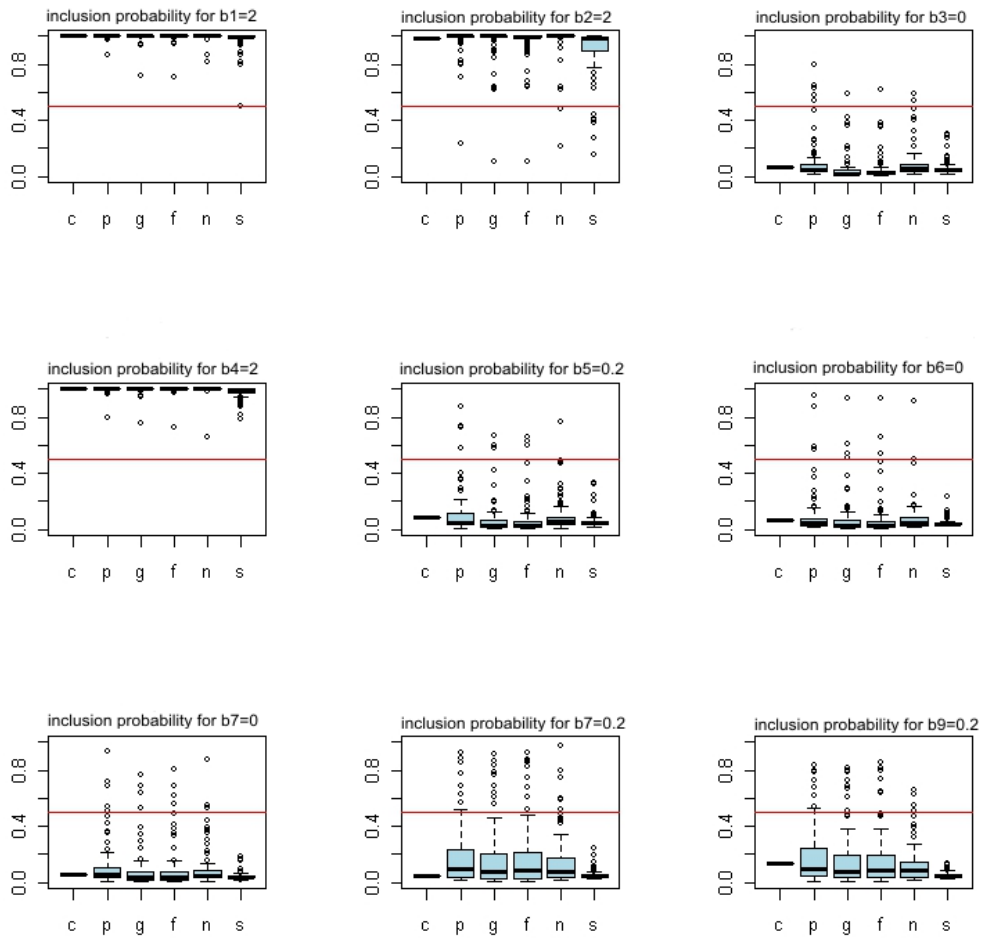 inclusion probability for b1=2
0.8
0.4
0.0
c p g f n s
inclusion probability for b2=2
0.8
0.4
0.0
c p g f n s
inclusion probability for b3=0
0.8
0.4
0.0
c p g f n s
inclusion probability for b4=2
0.8
0.4
0.0
c p g f n s
inclusion probability for b5=0.2
0.8
0.4
0.0
c p g f n s
inclusion probability for b6=0
0.8
0.4
0.0
c p g f n s
inclusion probability for b7=0
0.8
0.4
0.0
c p g f n s
inclusion probability for b7=0.2
0.8
0.4
0.0
c p g f n s
inclusion probability for b9=0.2
0.8
0.4
0.0
c p g f n s